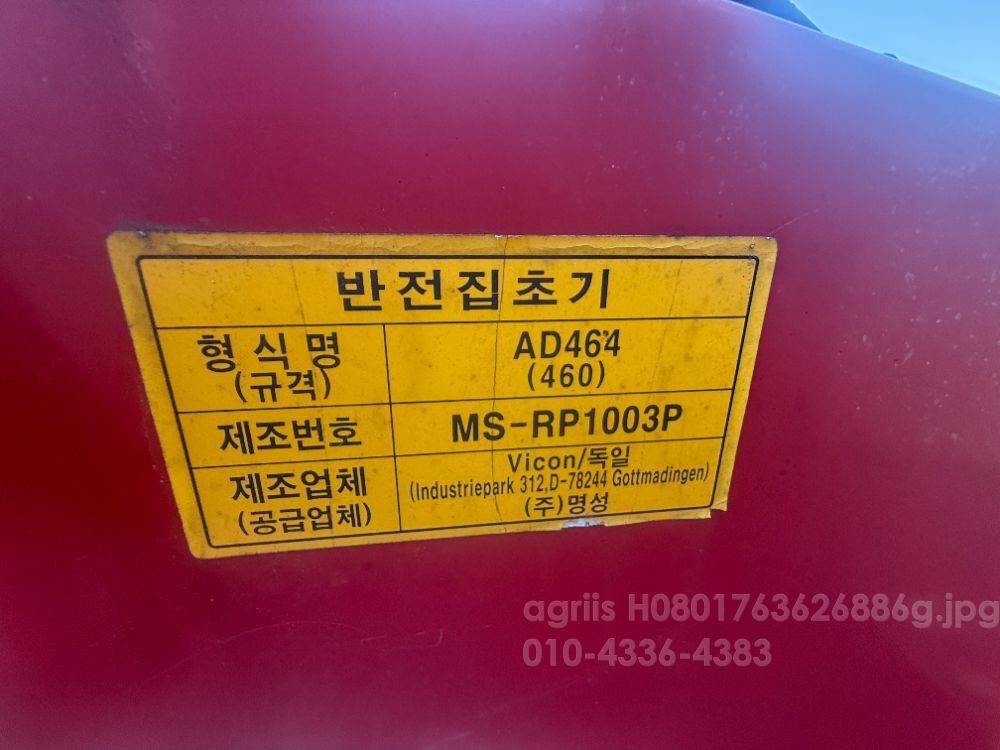 반전집초기
형식명
(규격)
AD464
(460)
제조번호
MS-RP1003P
제조업체
(공급업체)
Vicon/독일
(Industriepark 312,D-78244 Gottmadingen)
(주)명성
agriis H0801763626886g.jpg
010-4336-4383